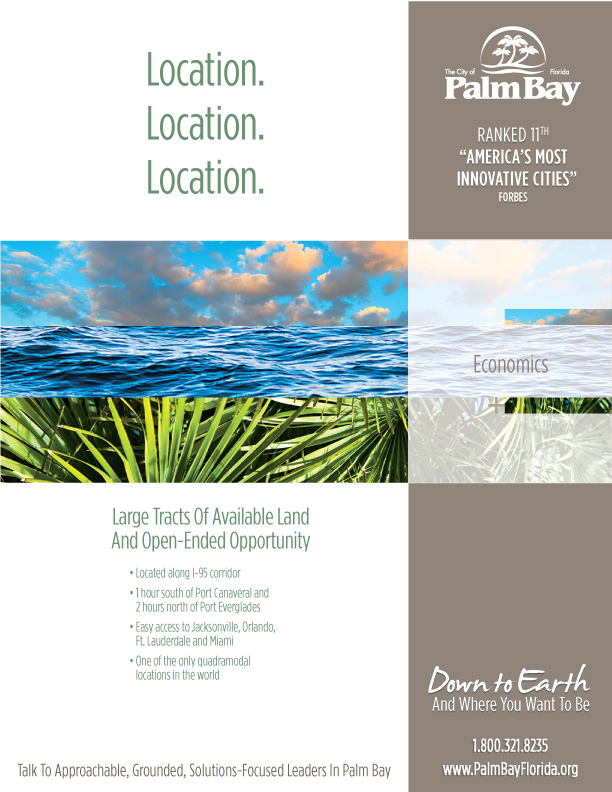 Location.
Location.
Location.
The City of Florida
Palm Bay
RANKED 11TH
“AMERICA’S MOST
INNOVATIVE CITIES”
FORBES
Economics
+
Large Tracts Of Available Land
And Open-Ended Opportunity
• Located along I-95 corridor
• 1 hour south of Port Canaveral and
2 hours north of Port Everglades
• Easy access to Jacksonville, Orlando,
Ft. Lauderdale and Miami
• One of the only quadramodal
locations in the world
Down to Earth
And Where You Want To Be
1.800.321.8235
www.PalmBayFlorida.org
Talk To Approachable, Grounded, Solutions-Focused Leaders In Palm Bay